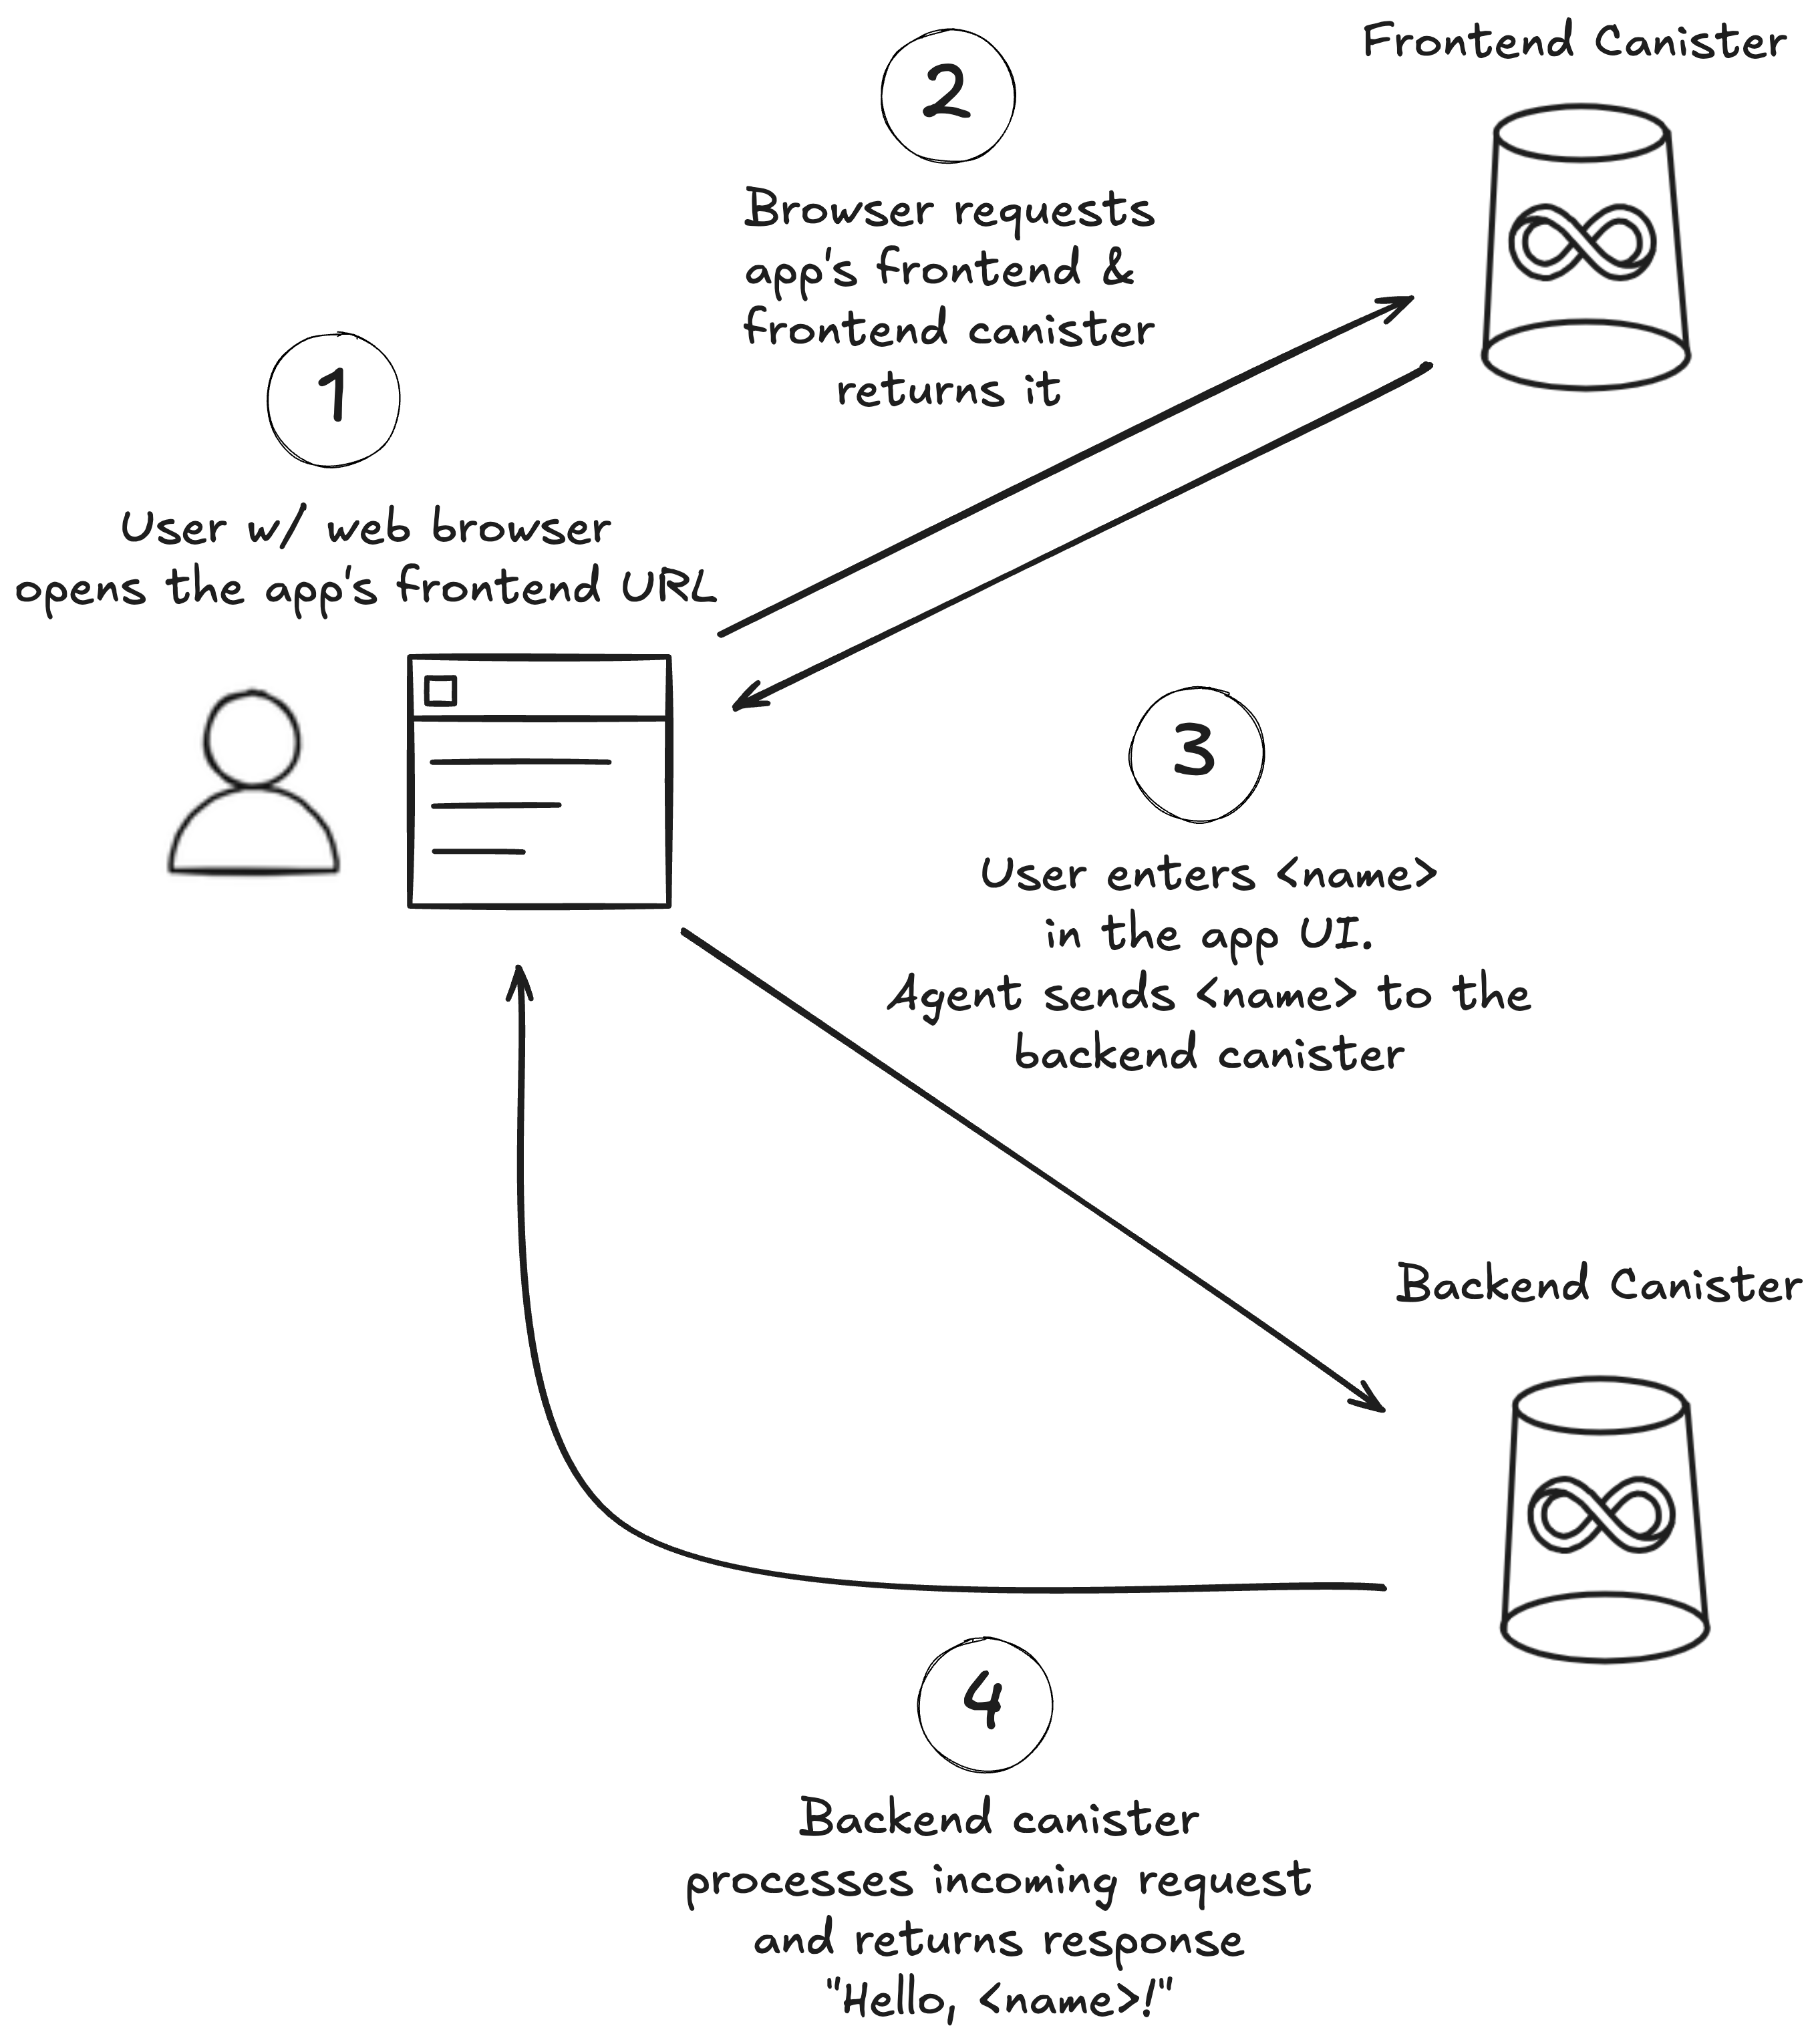 1
User w/ web browser
opens the app's frontend URL
2
Browser requests
app's frontend &
frontend canister
returns it
Frontend Canister
3
User enters <name>
in the app UI.
Agent sends <name> to the
backend canister
Backend Canister
4
Backend canister
processes incoming request
and returns response
"Hello, <name>!"